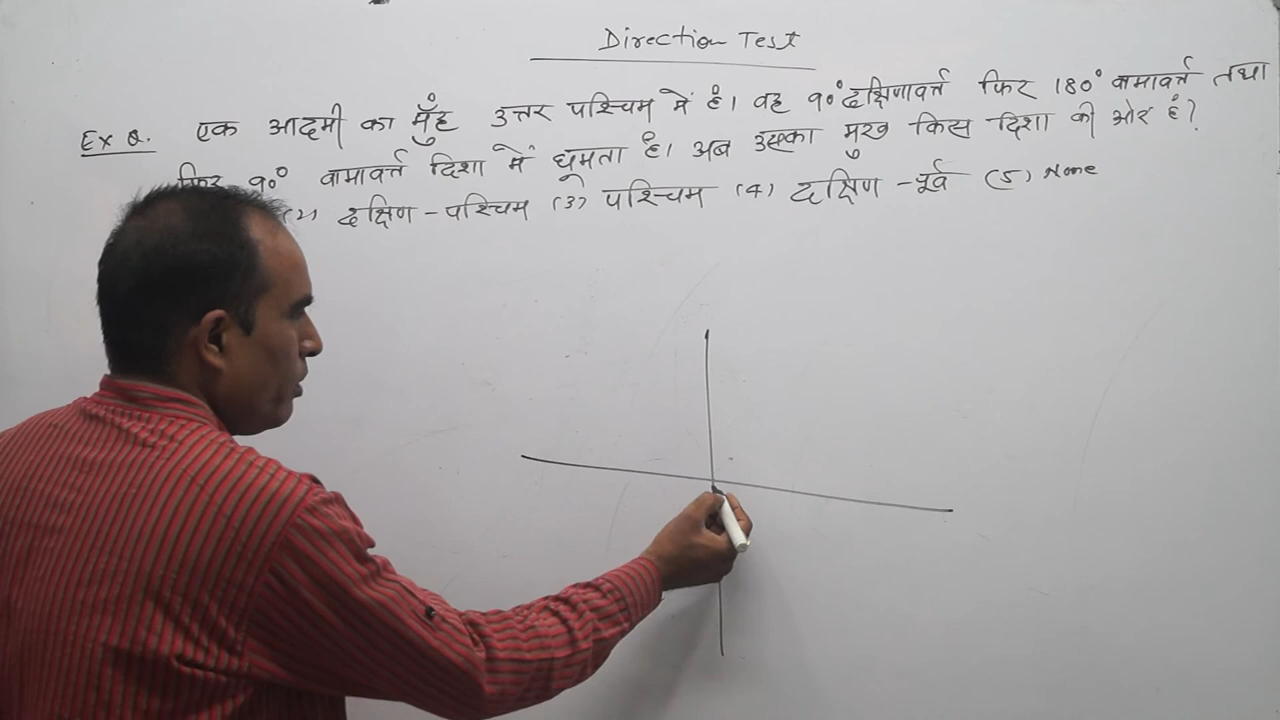 Direction Test
Ex Q. एक आदमी का मुँह उत्तर पश्चिम में है। वह 90° दक्षिणावर्त्त फिर 180° वामावर्त्त तथा
फिर 90° वामावर्त्त दिशा में घूमता है। अब उसका मुख किस दिशा की ओर है?
(2) दक्षिण - पश्चिम (3) पश्चिम (4) दक्षिण - पूर्व (5) None